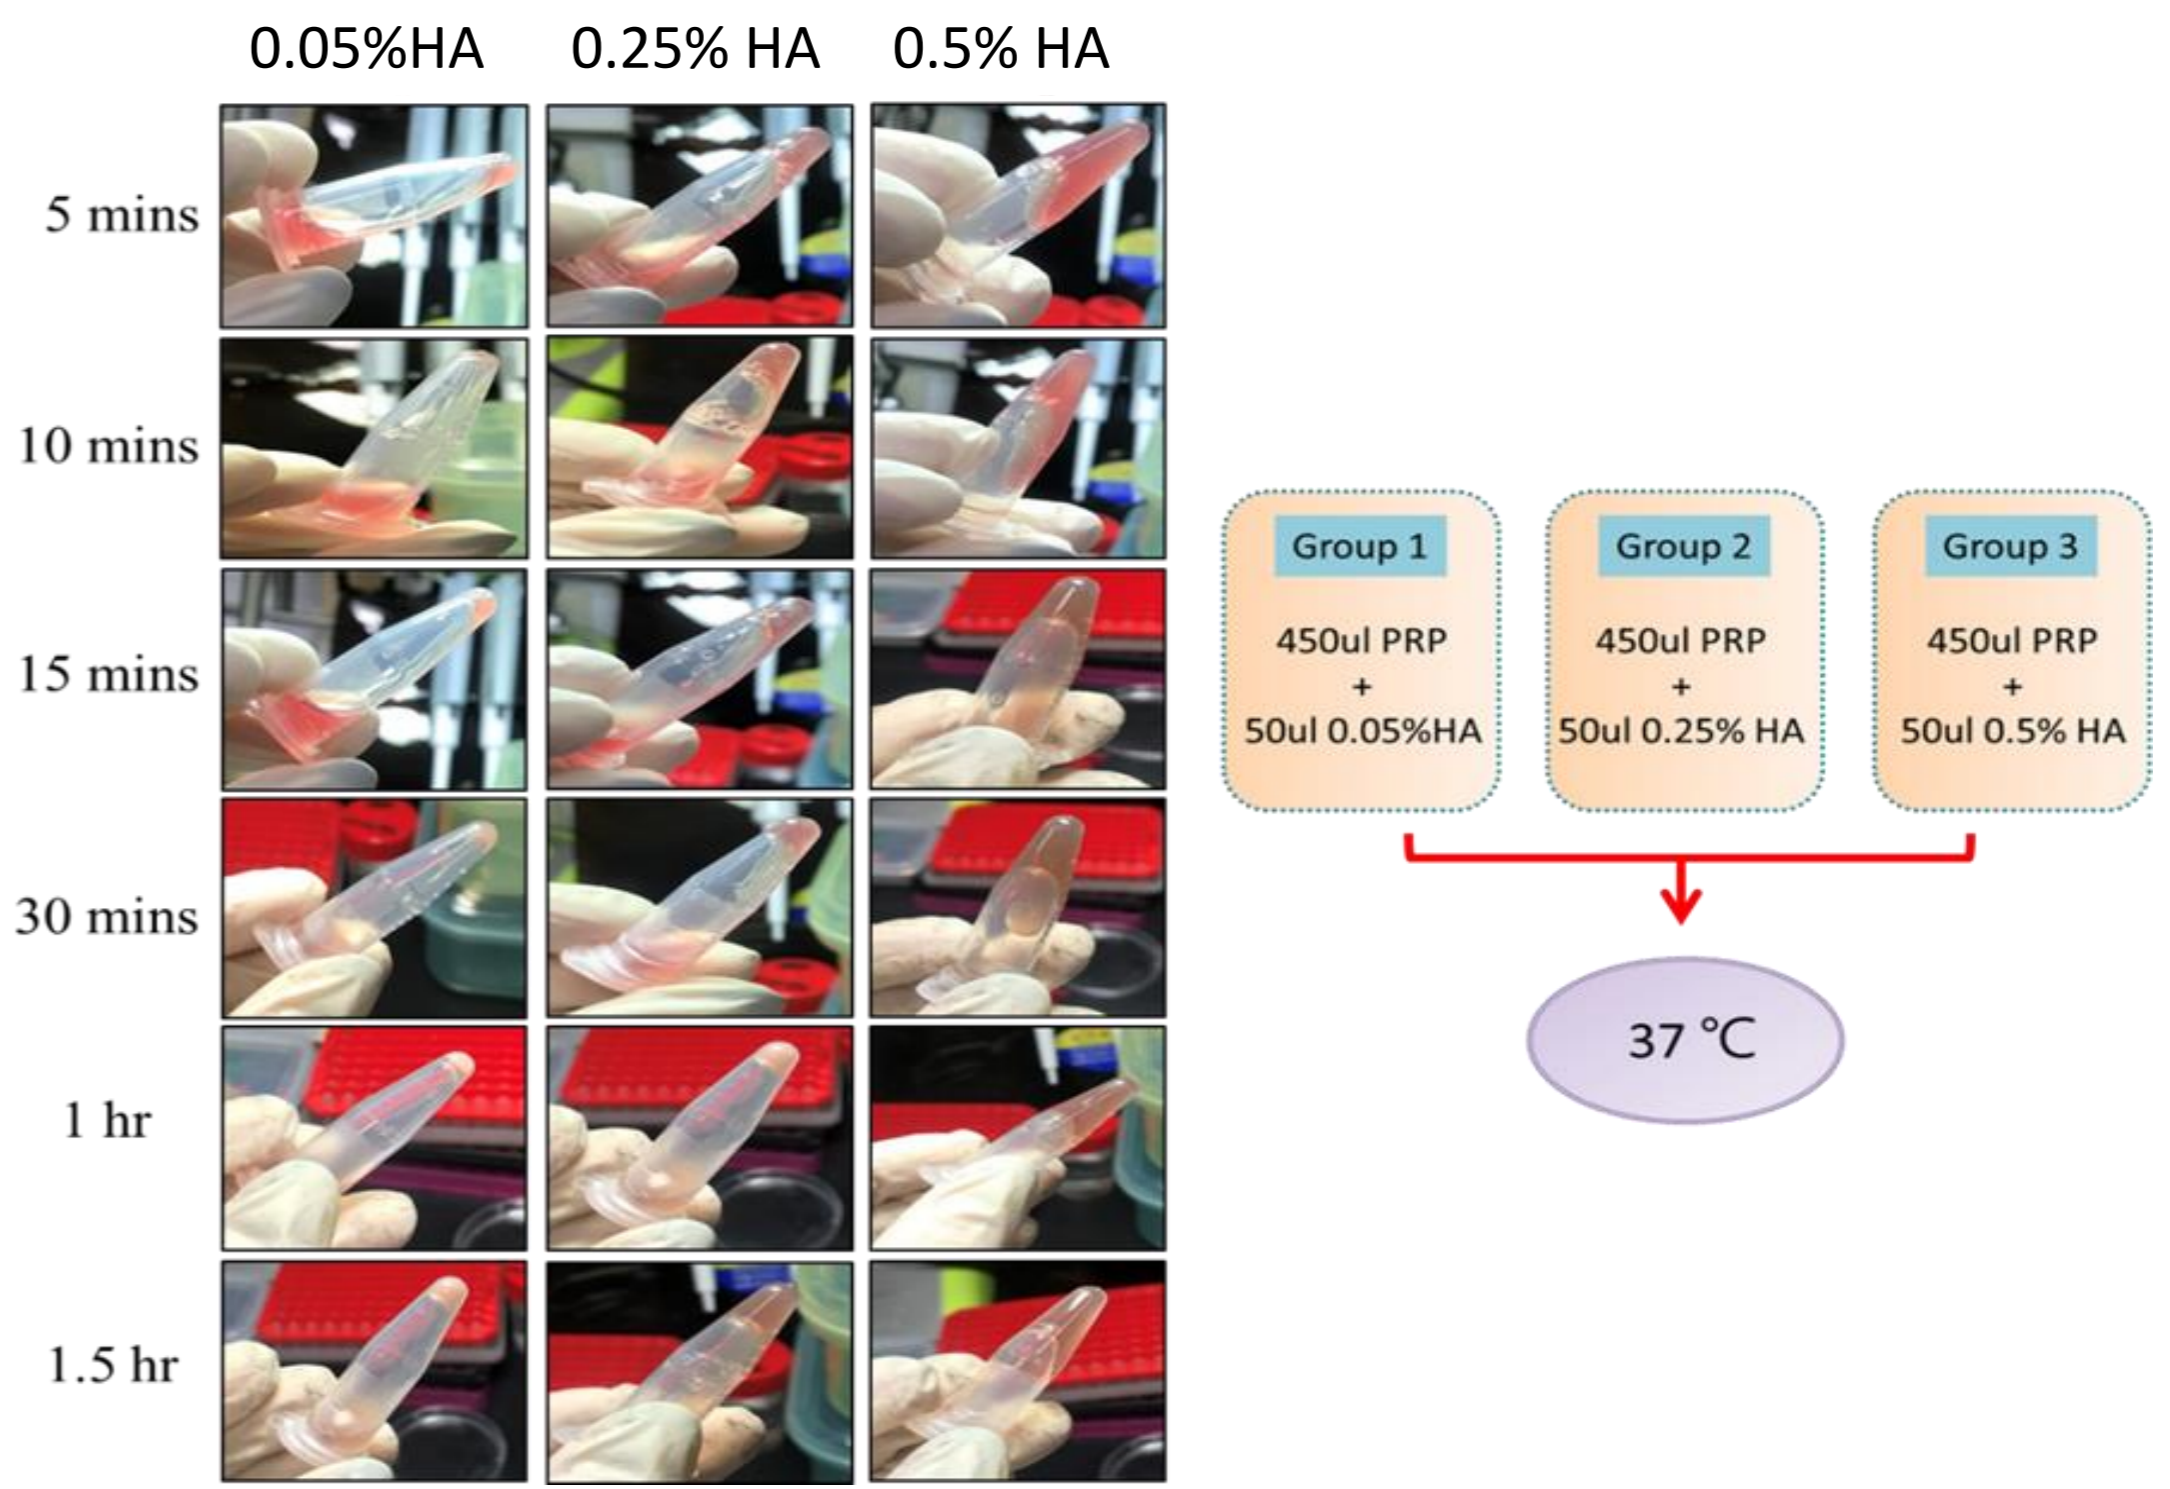 0.05%HA 0.25% HA 0.5% HA
5 mins
10 mins
15 mins
30 mins
1 hr
1.5 hr
Group 1
450ul PRP
+
50ul 0.05%HA
Group 2
450ul PRP
+
50ul 0.25% HA
Group 3
450ul PRP
+
50ul 0.5% HA
37 °C